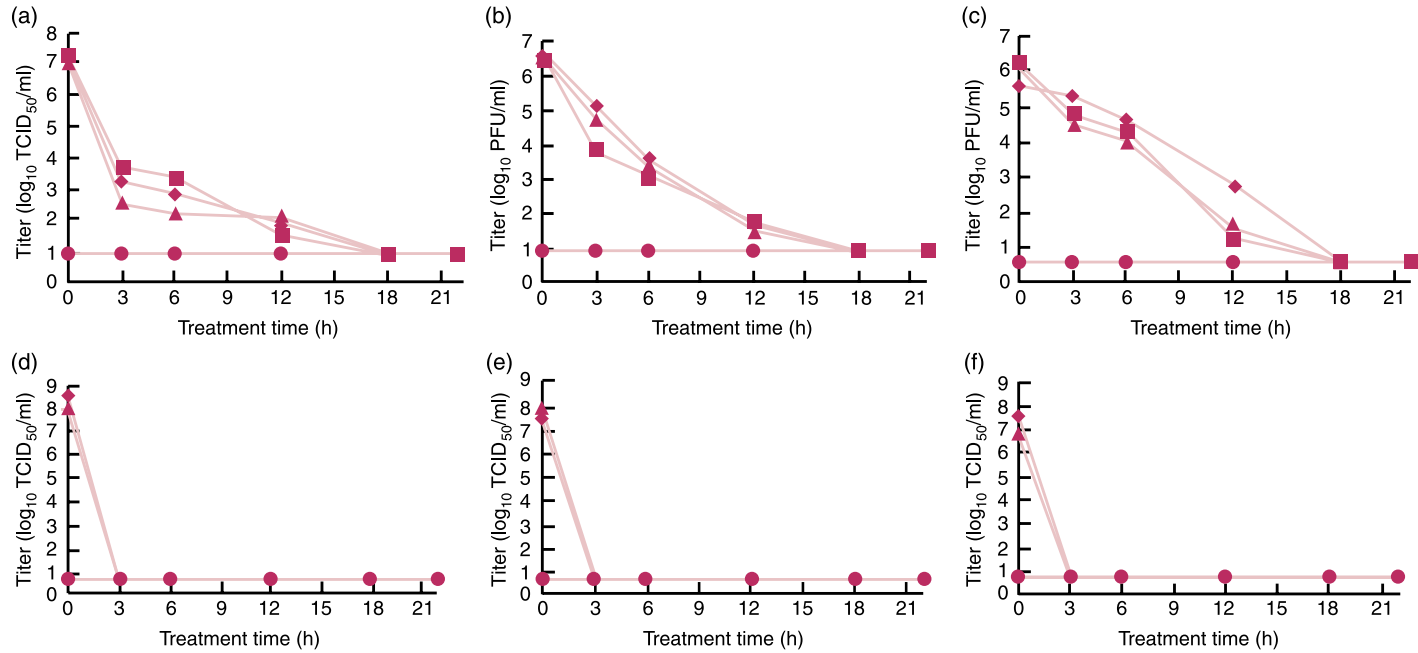 (a)
8
7
6
5
4
3
2
1
0
Titer (log10 TCID50/ml)
0 3 6 9 12 15 18 21
Treatment time (h)
(b)
7
6
5
4
3
2
1
0
Titer (log10 PFU/ml)
0 3 6 9 12 15 18 21
Treatment time (h)
(c)
7
6
5
4
3
2
1
0
Titer (log10 PFU/ml)
0 3 6 9 12 15 18 21
Treatment time (h)
(d)
9
8
7
6
5
4
3
2
1
0
Titer (log10 TCID50/ml)
0 3 6 9 12 15 18 21
Treatment time (h)
(e)
9
8
7
6
5
4
3
2
1
0
Titer (log10 TCID50/ml)
0 3 6 9 12 15 18 21
Treatment time (h)
(f)
9
8
7
6
5
4
3
2
1
0
Titer (log10 TCID50/ml)
0 3 6 9 12 15 18 21
Treatment time (h)